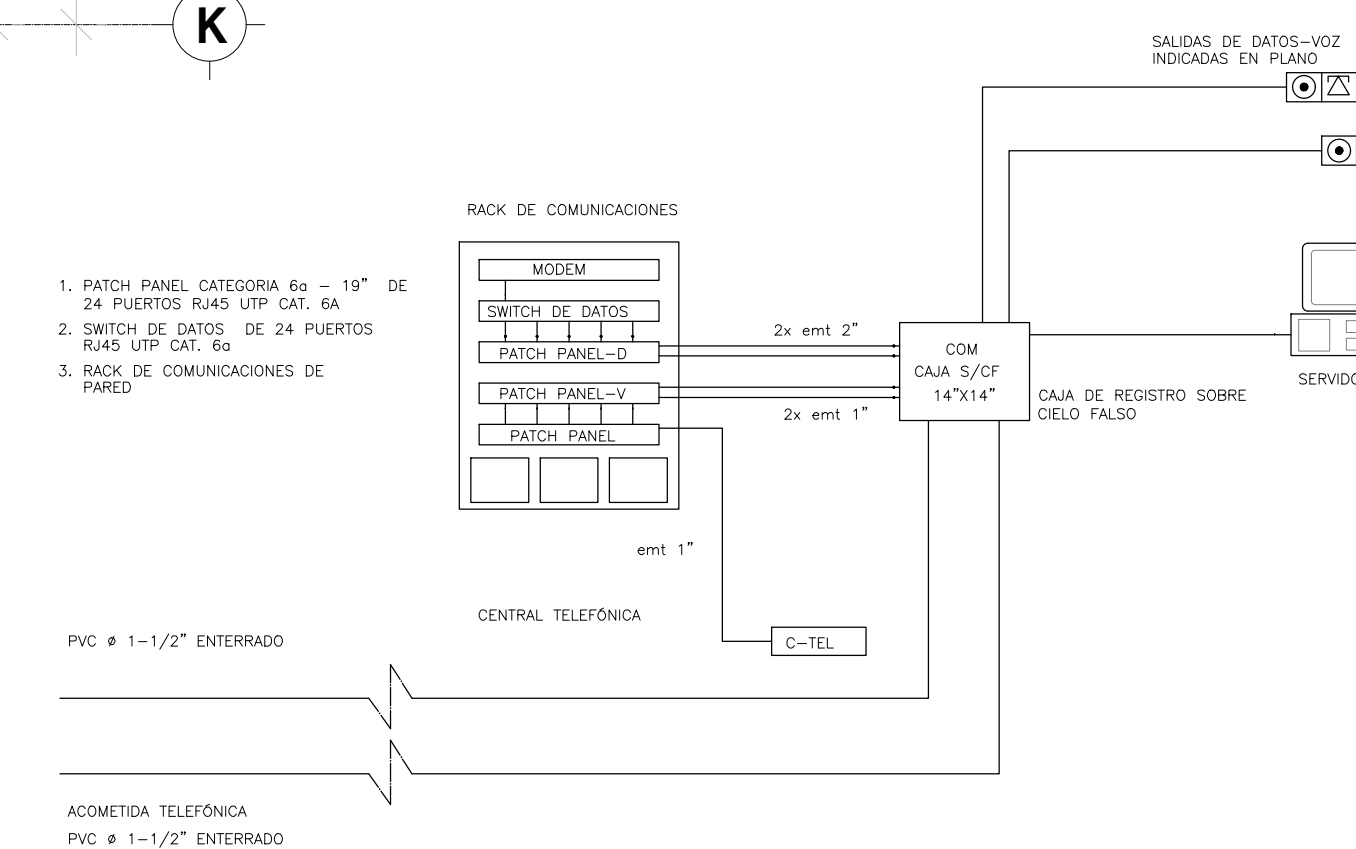 K
SALIDAS DE DATOS-VOZ
INDICADAS EN PLANO
RACK DE COMUNICACIONES
1. PATCH PANEL CATEGORIA 6a - 19" DE
24 PUERTOS RJ45 UTP CAT. 6A
2. SWITCH DE DATOS DE 24 PUERTOS
RJ45 UTP CAT. 6a
3. RACK DE COMUNICACIONES DE
PARED
MODEM
SWITCH DE DATOS
PATCH PANEL-D
PATCH PANEL-V
PATCH PANEL
2x emt 2"
2x emt 1"
COM
CAJA S/CF
14"X14"
CAJA DE REGISTRO SOBRE
CIELO FALSO
SERVIDO
emt 1"
CENTRAL TELEFÓNICA
C-TEL
PVC ø 1-1/2" ENTERRADO
ACOMETIDA TELEFÓNICA
PVC ø 1-1/2" ENTERRADO